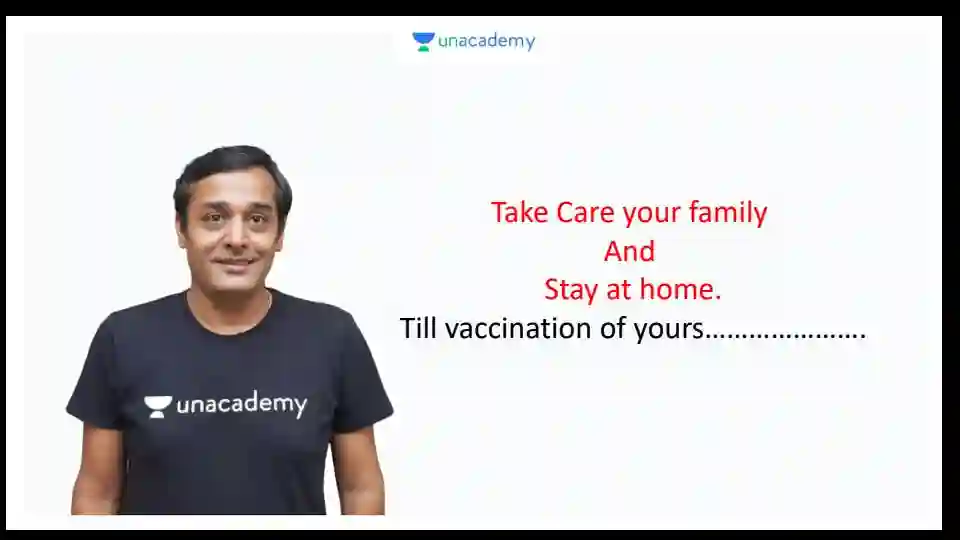 unacademy
Take Care your family
And
Stay at home.
Till vaccination of yours………………….
unacademy